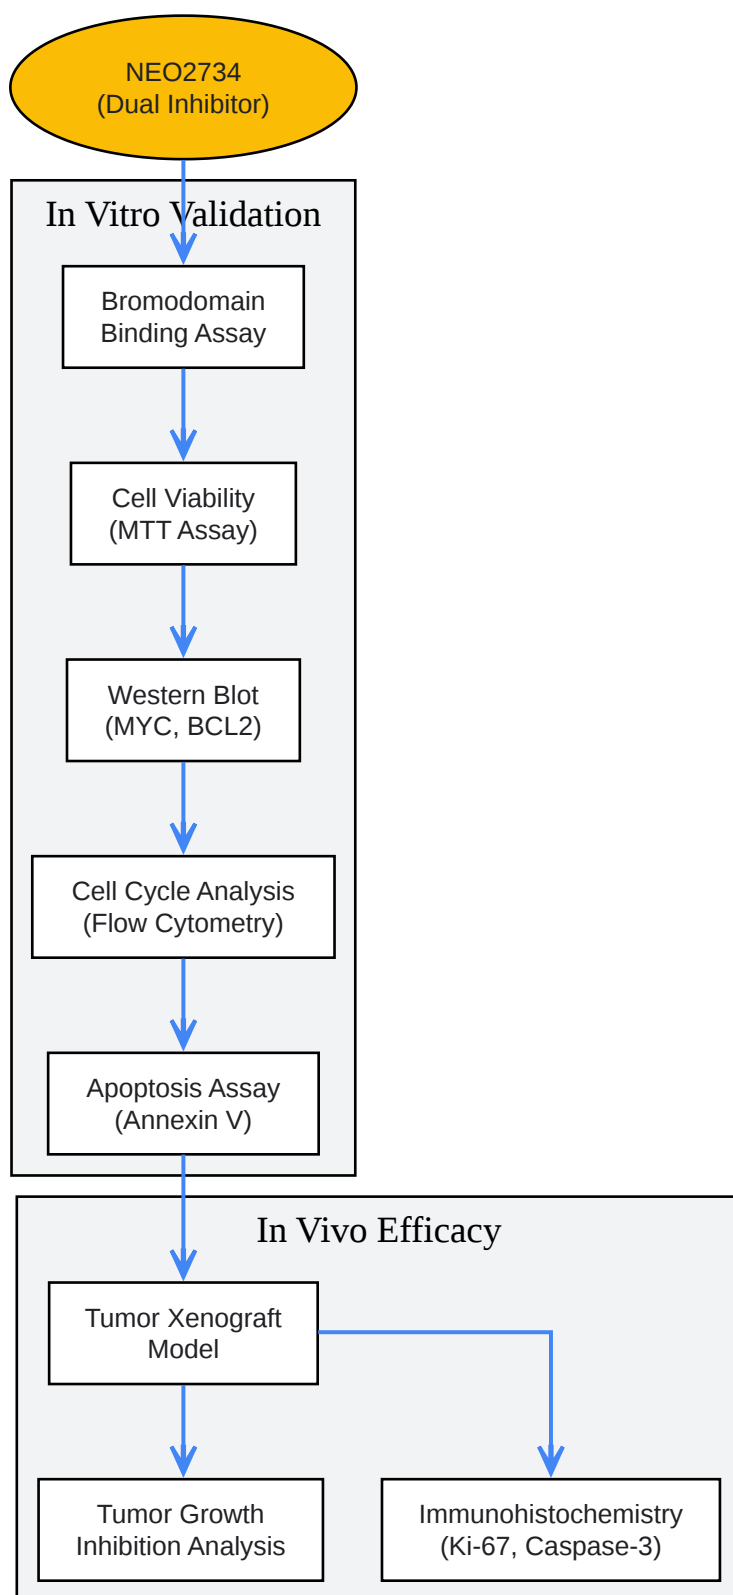 NEO2734
(Dual Inhibitor)
In Vitro Validation
Bromodomain
Binding Assay
Cell Viability
(MTT Assay)
Western Blot
(MYC, BCL2)
Cell Cycle Analysis
(Flow Cytometry)
Apoptosis Assay
(Annexin V)
In Vivo Efficacy
Tumor Xenograft
Model
Tumor Growth
Inhibition Analysis
Immunohistochemistry
(Ki-67, Caspase-3)